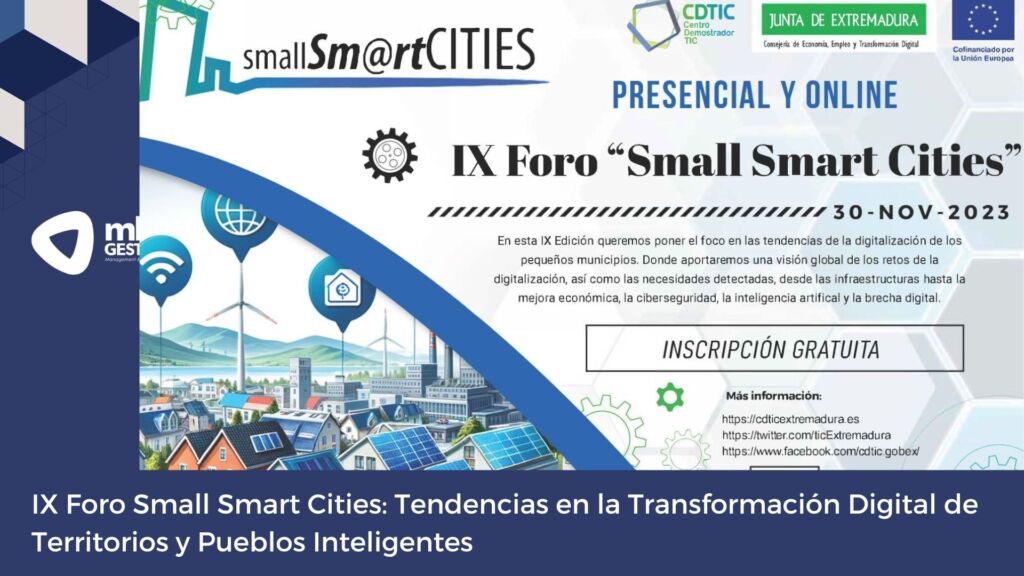 smallSm@rtCITIES
CDTIC
Centro
Demostrador
TIC
JUNTA DE EXTREMADURA
Consejería de Economía, Empleo y Transformación Digital
Cofinanciado por
la Unión Europea
PRESENCIAL Y ONLINE
IX Foro “Small Smart Cities”
30-NOV-2023
En esta IX Edición queremos poner el foco en las tendencias de la digitalización de los
pequeños municipios. Donde aportaremos una visión global de los retos de la
digitalización, así como las necesidades detectadas, desde las infraestructuras hasta la
mejora económica, la ciberseguridad, la inteligencia artifical y la brecha digital.
GEST
Management
INSCRIPCIÓN GRATUITA
Más información:
https://cdticextremadura.es
https://twitter.com/ticExtremadura
https://www.facebook.com/cdtic.gobex/
IX Foro Small Smart Cities: Tendencias en la Transformación Digital de
Territorios y Pueblos Inteligentes